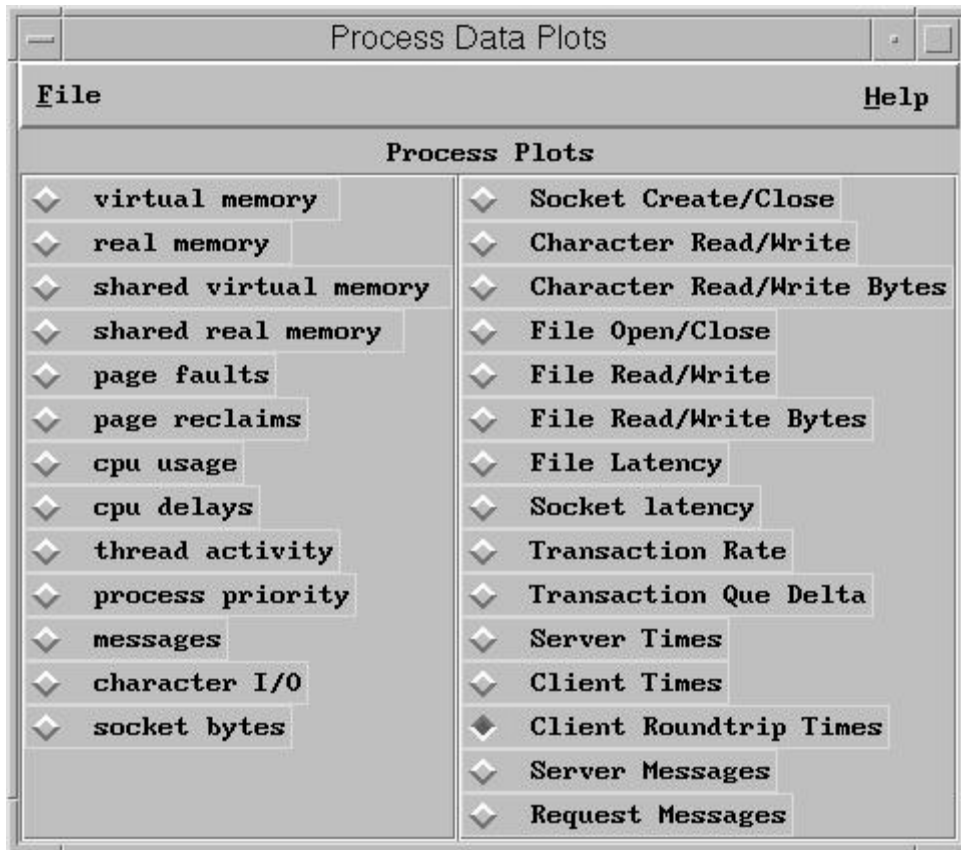 Process Data Plots
File
Help
Process Plots
virtual memory
real memory
shared virtual memory
shared real memory
page faults
page reclaims
cpu usage
cpu delays
thread activity
process priority
messages
character I/O
socket bytes
Socket Create/Close
Character Read/Write
Character Read/Write Bytes
File Open/Close
File Read/Write
File Read/Write Bytes
File Latency
Socket latency
Transaction Rate
Transaction Que Delta
Server Times
Client Times
Client Roundtrip Times
Server Messages
Request Messages